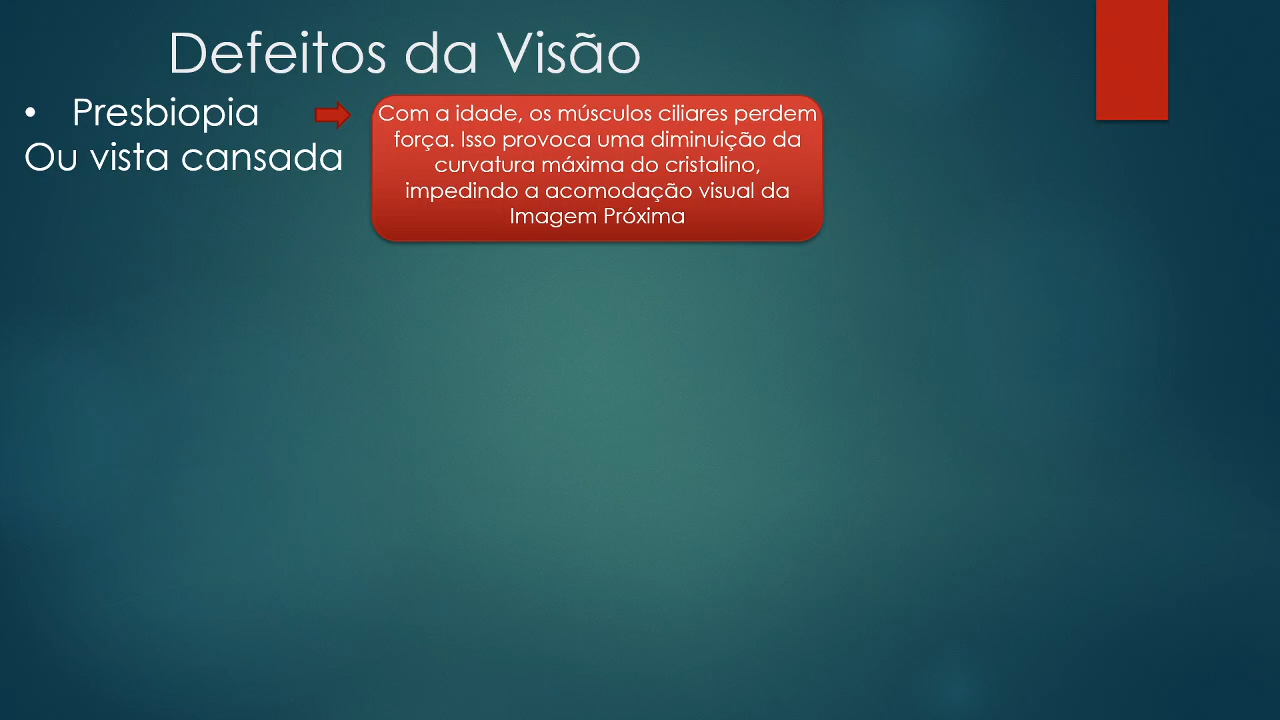 Defeitos da Visão
• Presbiopia
Ou vista cansada
Com a idade, os músculos ciliares perdem
força. Isso provoca uma diminuição da
curvatura máxima do cristalino,
impedindo a acomodação visual da
Imagem Próxima